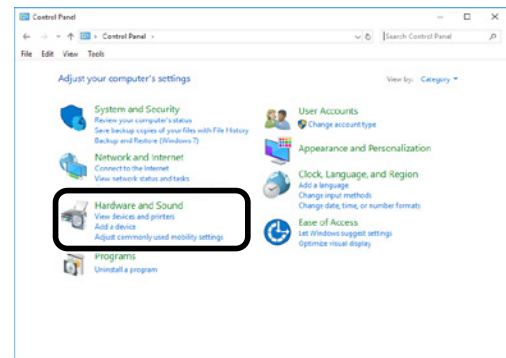 Control Panel
Control Panel
Search Control Panel
File Edit View Tools
Adjust your computer's settings
View by: Category
System and Security
Review your computer's status
Save backup copies of your files with File History
Backup and Restore (Windows 7)
Network and Internet
Connect to the Internet
View network status and tasks
Hardware and Sound
View devices and printers
Add a device
Adjust commonly used mobility settings
Programs
Uninstall a program
User Accounts
Change account type
Appearance and Personalization
Clock, Language, and Region
Add a language
Change input methods
Change date, time, or number formats
Ease of Access
Let Windows suggest settings
Optimize visual display